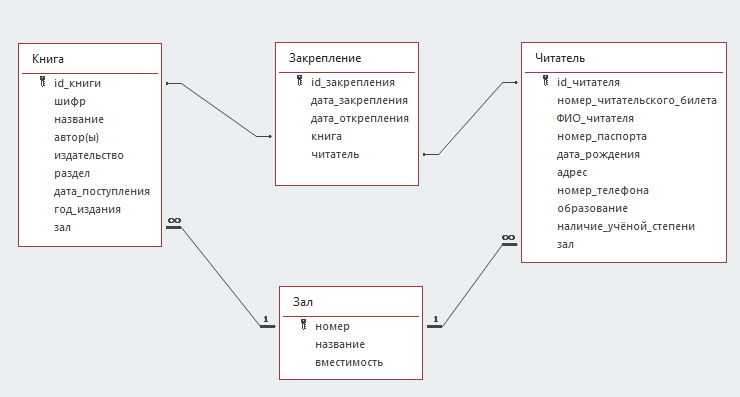 Книга
id_книги
шифр
название
автор(ы)
издательство
раздел
дата_поступления
год_издания
зал
Закрепление
id_закрепления
дата_закрепления
дата_открепления
книга
читатель
Читатель
id_читателя
номер_читательского_билета
ФИО_читателя
номер_паспорта
дата_рождения
адрес
номер_телефона
образование
наличие_учёной_степени
зал
∞
∞
1
1
Зал
номер
название
вместимость